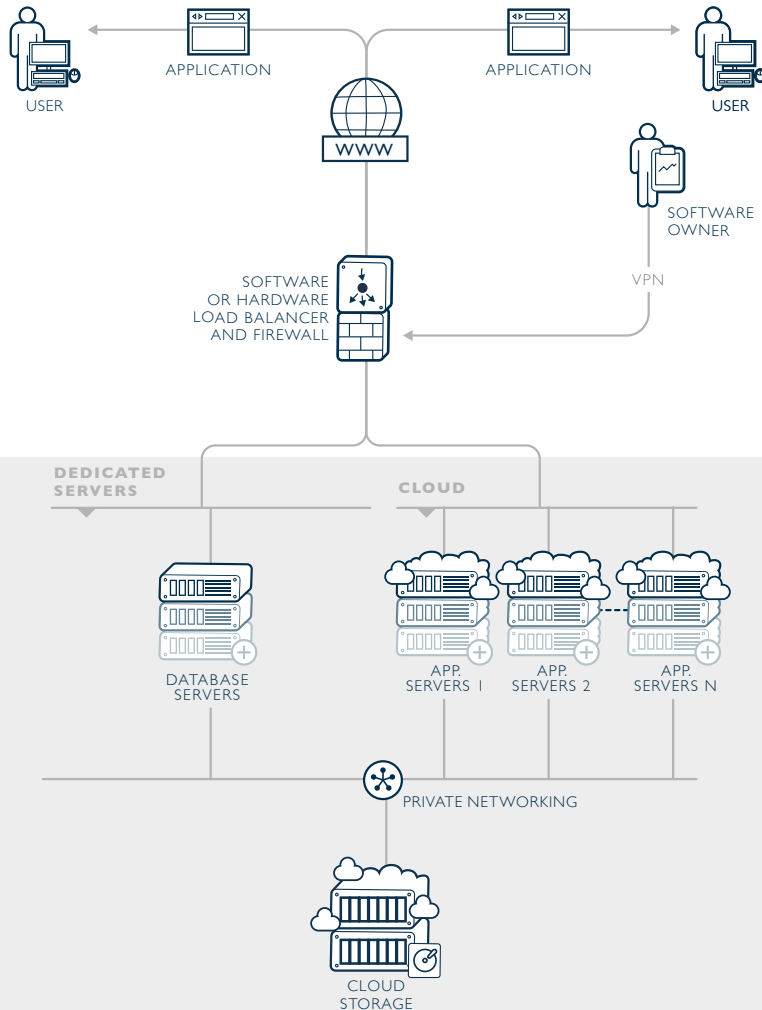 APPLICATION
APPLICATION
USER
USER
WWW
SOFTWARE
OWNER
VPN
SOFTWARE
OR HARDWARE
LOAD BALANCER
AND FIREWALL
DEDICATED
SERVERS
CLOUD
DATABASE
SERVERS
APP.
SERVERS 1
APP.
SERVERS 2
APP.
SERVERS N
PRIVATE NETWORKING
CLOUD
STORAGE